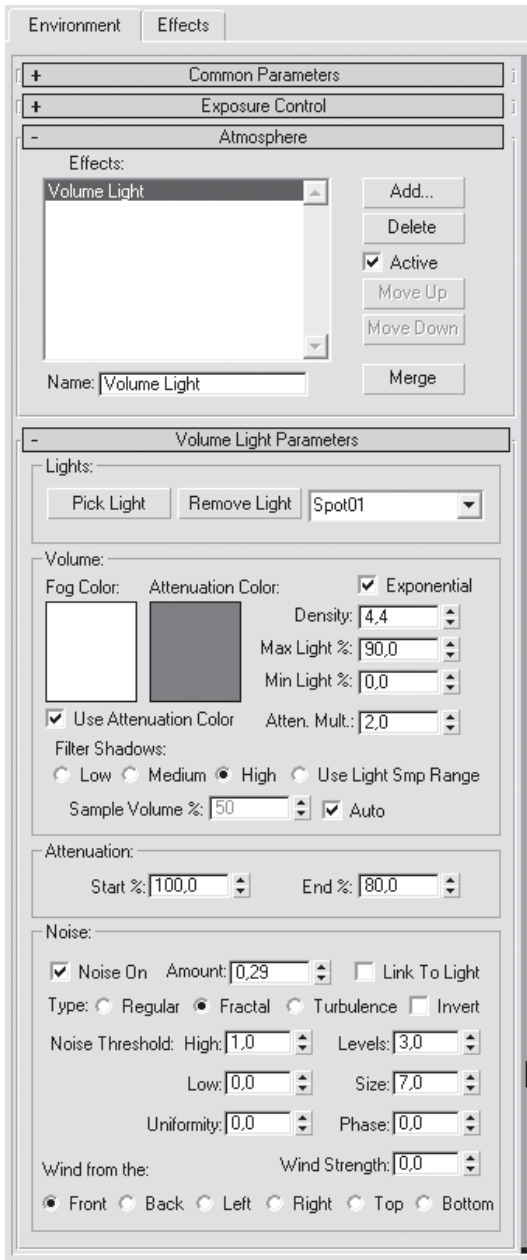 Environment Effects
+ Common Parameters
+ Exposure Control
- Atmosphere
Effects:
Volume Light
Add...
Delete
Active
Move Up
Move Down
Name: Volume Light
Merge
- Volume Light Parameters
Lights:
Pick Light Remove Light Spot01
Volume:
Fog Color: Attenuation Color: Exponential
Density: 4,4
Max Light %: 90,0
Min Light %: 0,0
Use Attenuation Color Atten. Mult.: 2,0
Filter Shadows:
Low Medium High Use Light Smp Range
Sample Volume %: 50 Auto
Attenuation:
Start %: 100,0 End %: 80,0
Noise:
Noise On Amount: 0,29 Link To Light
Type: Regular Fractal Turbulence Invert
Noise Threshold: High: 1,0 Levels: 3,0
Low: 0,0 Size: 7,0
Uniformity: 0,0 Phase: 0,0
Wind from the: Wind Strength: 0,0
Front Back Left Right Top Bottom